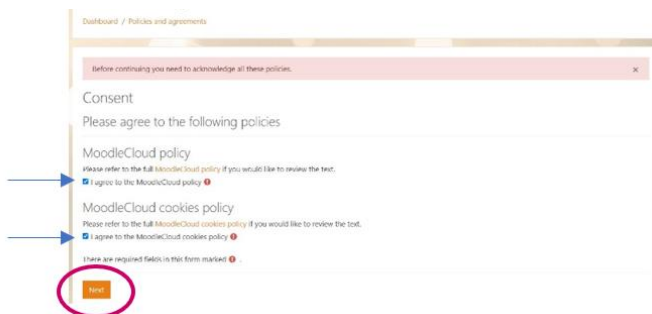 Dashboard / Policies and agreements
Before continuing you need to acknowledge all these policies. ×
Consent
Please agree to the following policies
MoodleCloud policy
Please refer to the full MoodleCloud policy if you would like to review the text.
I agree to the MoodleCloud policy
MoodleCloud cookies policy
Please refer to the full MoodleCloud cookies policy if you would like to review the text.
I agree to the MoodleCloud cookies policy
There are required fields in this form marked .
Next